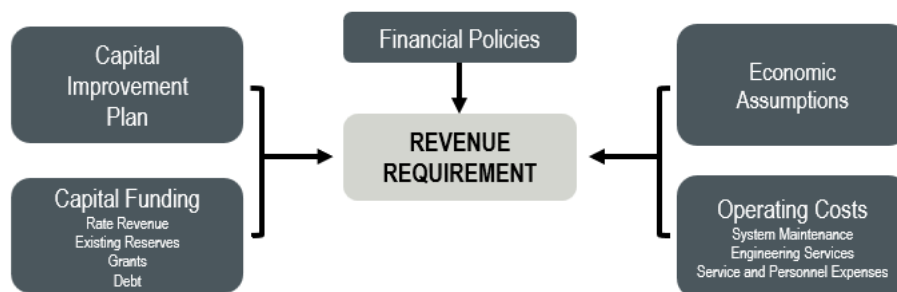 Capital
Improvement
Plan
Financial Policies
Economic
Assumptions
REVENUE
REQUIREMENT
Capital Funding
Rate Revenue
Existing Reserves
Grants
Debt
Operating Costs
System Maintenance
Engineering Services
Service and Personnel Expenses